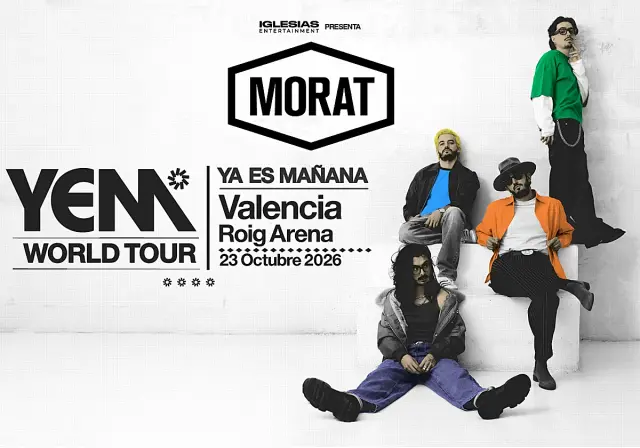 IGLESIAS
ENTERTAINMENT
PRESENTA
MORAT
YEM
WORLD TOUR
YA ES MAÑANA
Valencia
Roig Arena
23 Octubre 2026